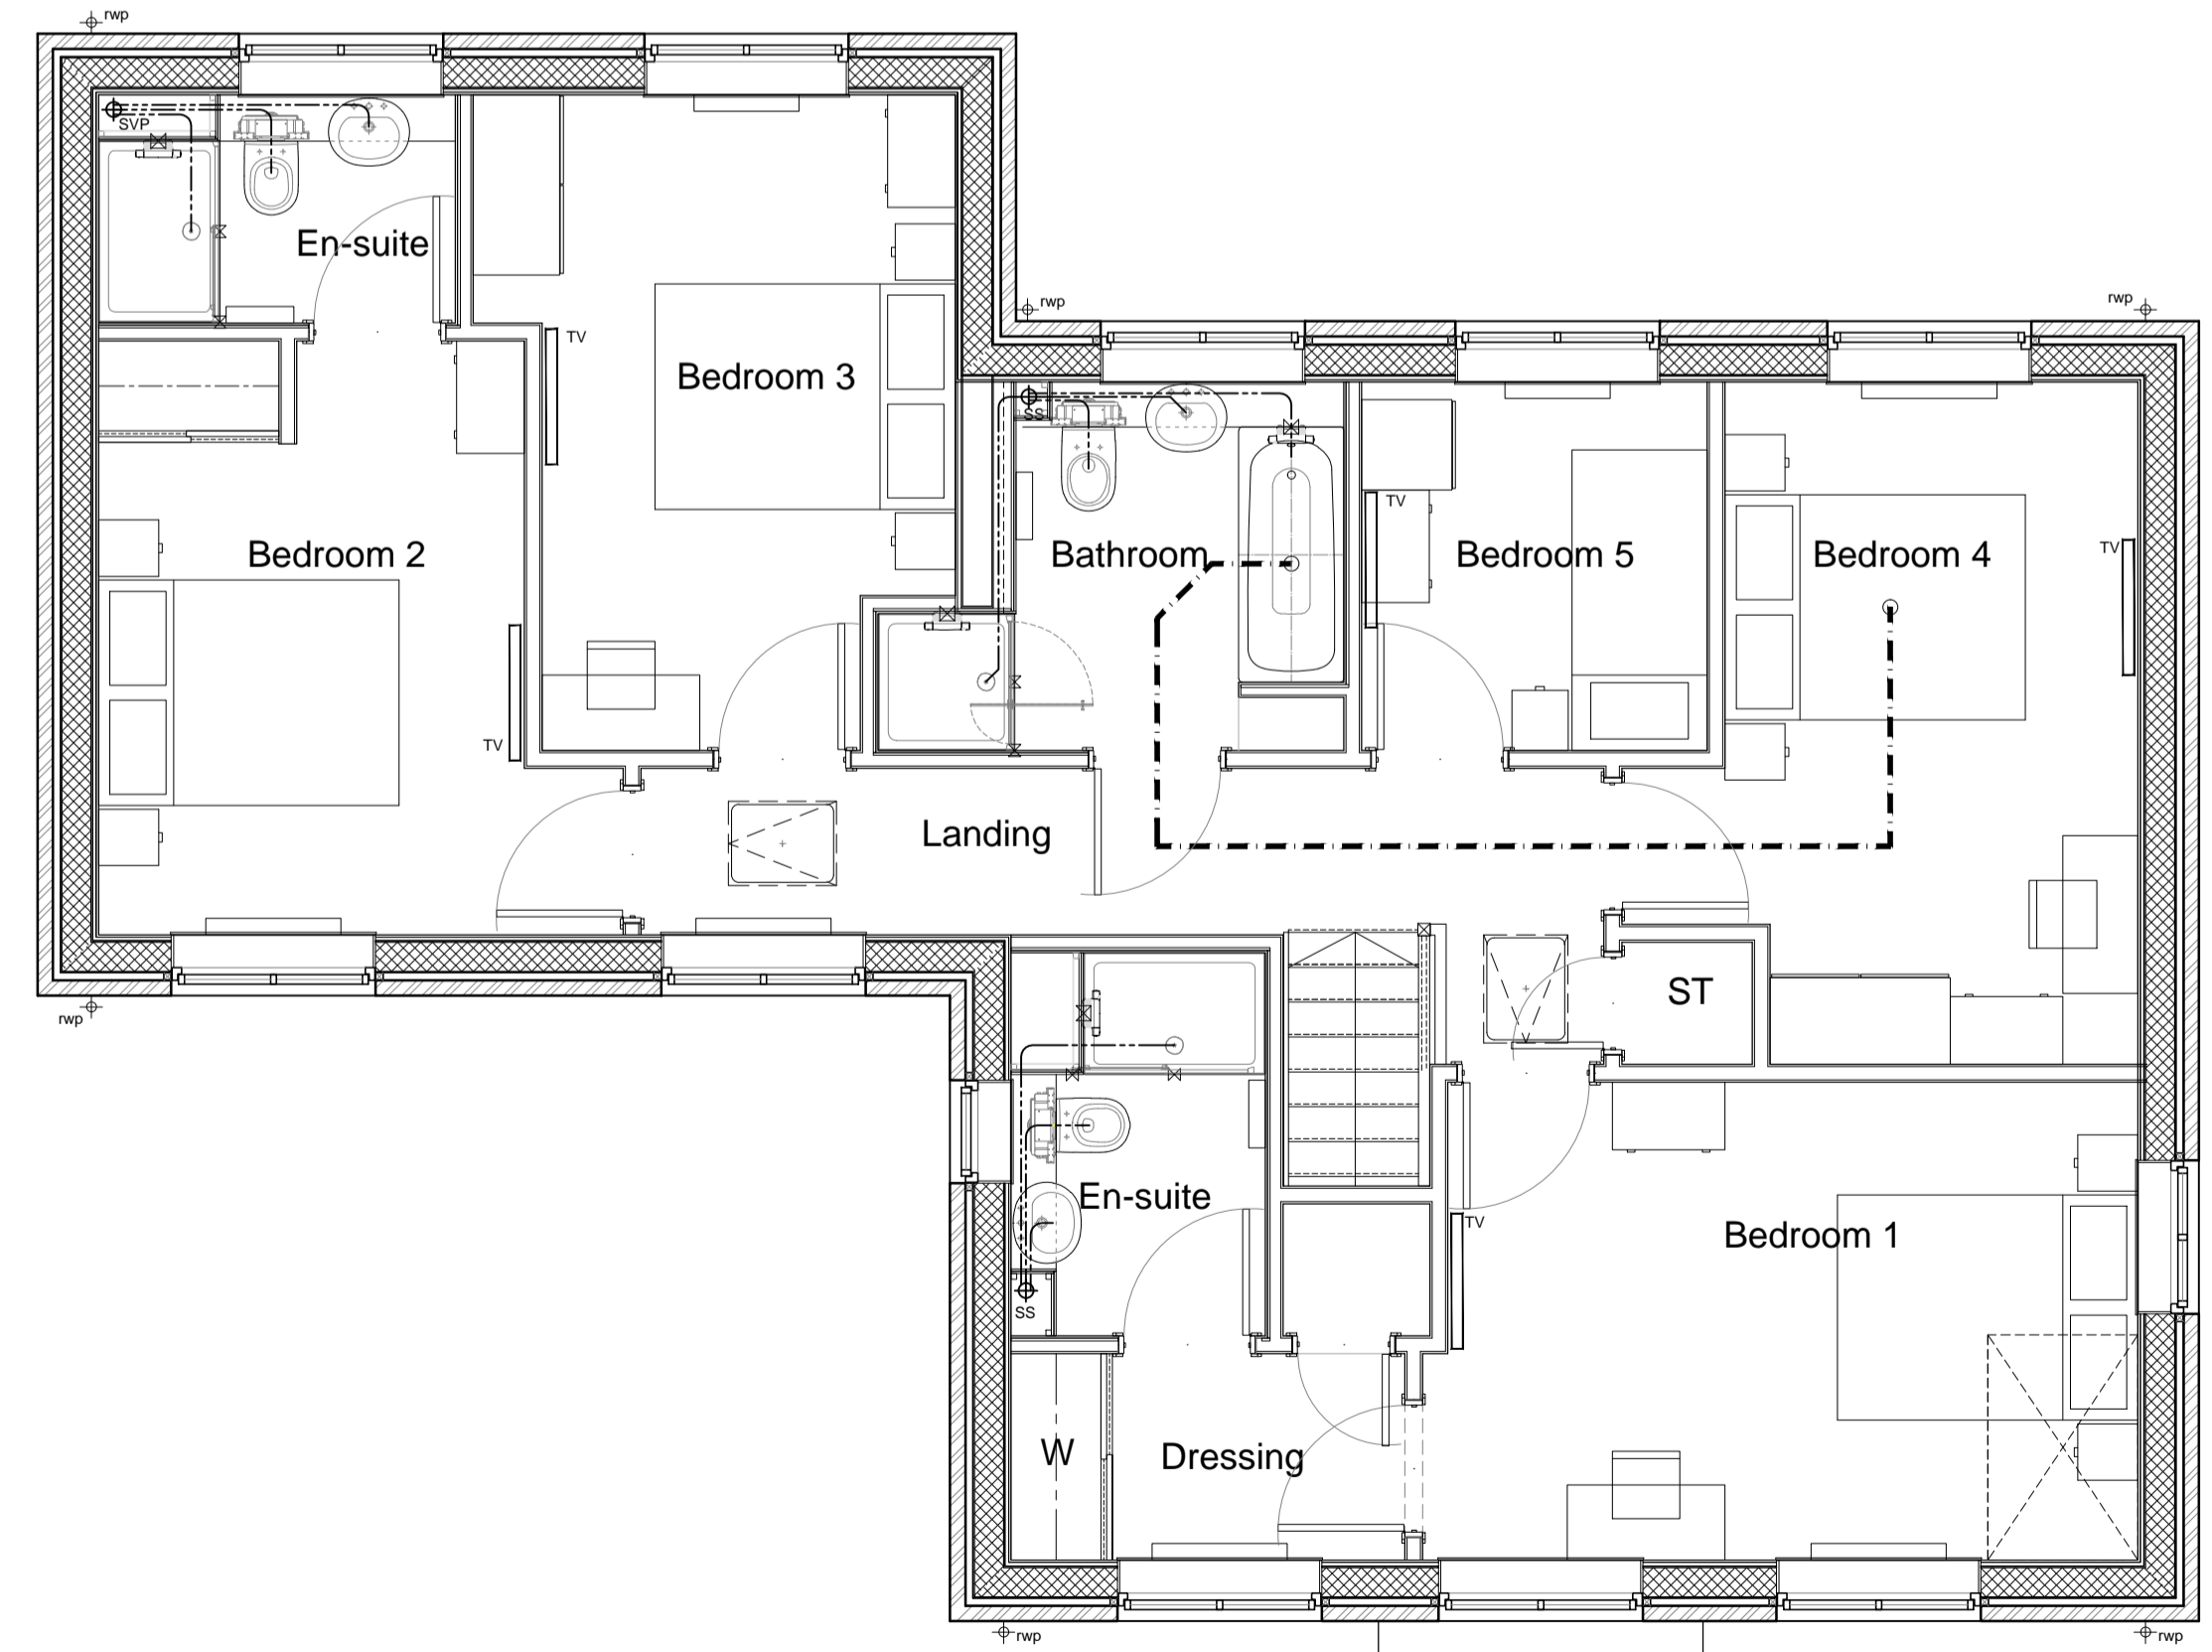 rwp
SVP
En-suite
rwp
rwp
TV
Bedroom 3
SS
TV
Bedroom 2
Bathroom
Bedroom 5
Bedroom 4
TV
TV
Landing
ST
rwp
En-suite
TV
Bedroom 1
SS
W
Dressing
rwp
rwp